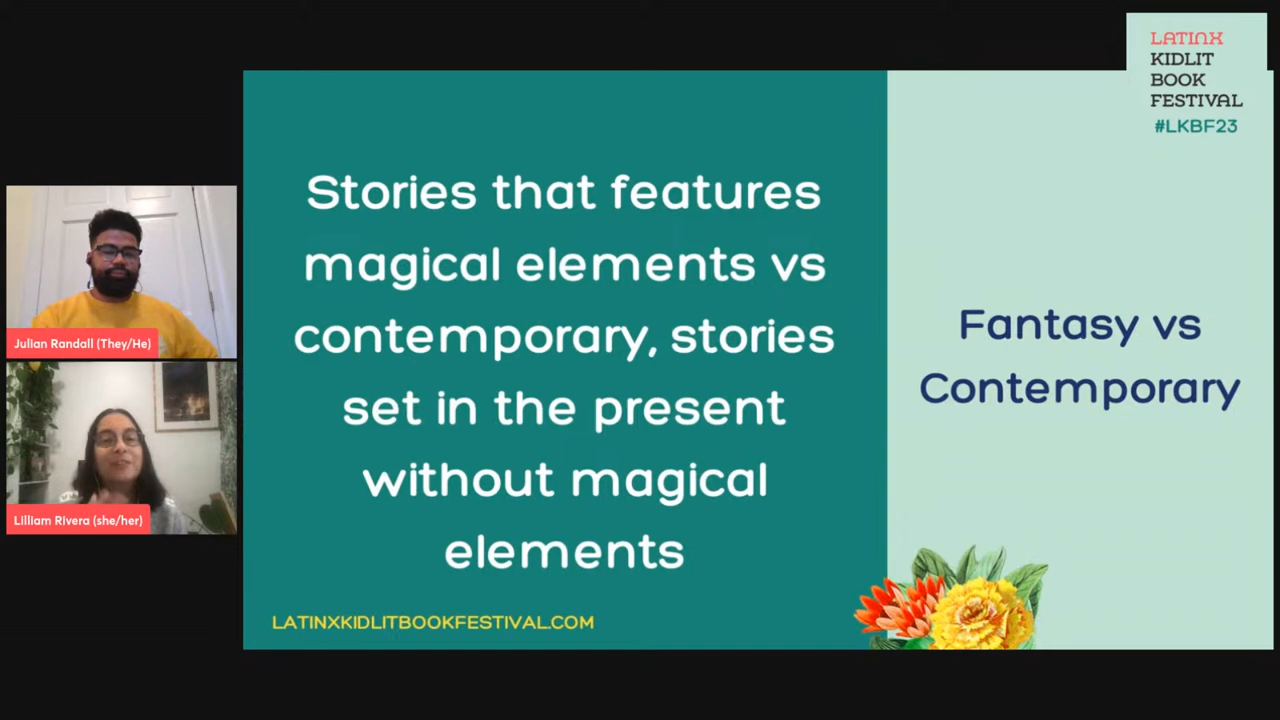 LATINX
KIDLIT
BOOK
FESTIVAL
#LKBF23
Stories that features
magical elements vs
contemporary, stories
set in the present
without magical
elements
Fantasy vs
Contemporary
Julian Randall (They/He)
Lilliam Rivera (she/her)
LATINXKIDLITBOOKFESTIVAL.COM